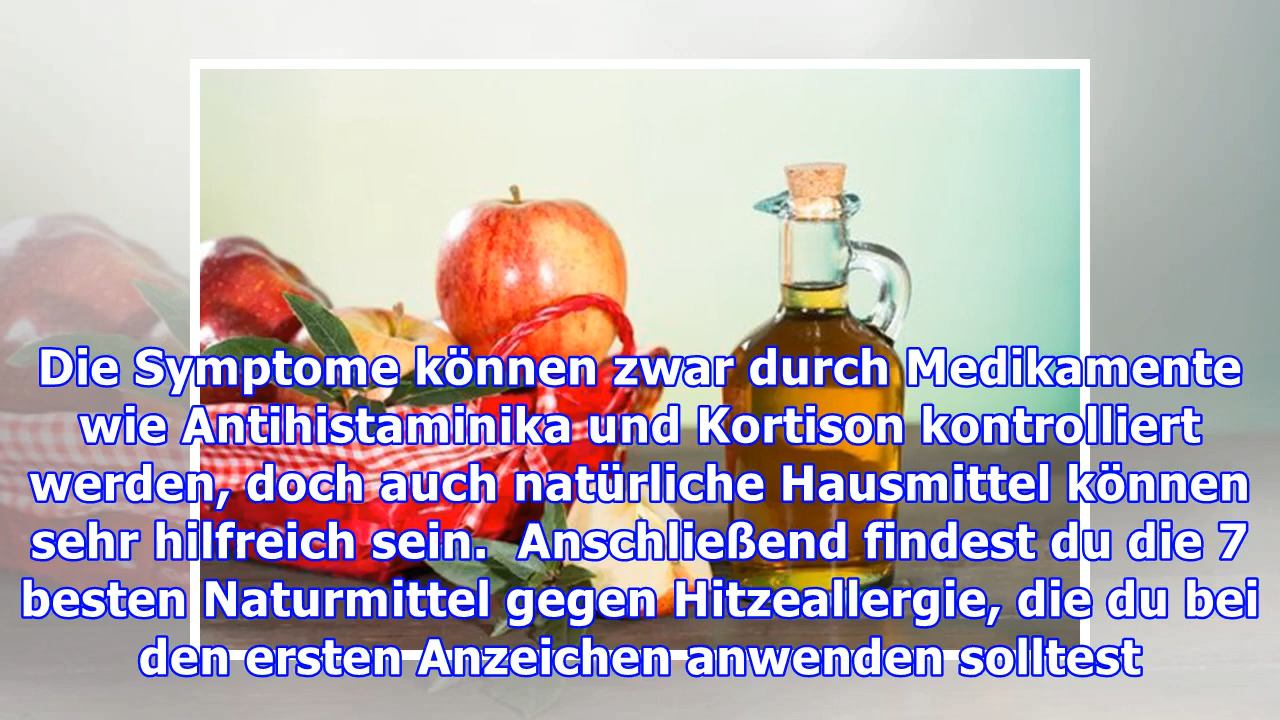 Die Symptome können zwar durch Medikamente
wie Antihistaminika und Kortison kontrolliert
werden, doch auch natürliche Hausmittel können
sehr hilfreich sein.  Anschließend findest du die 7
besten Naturmittel gegen Hitzeallergie, die du bei
den ersten Anzeichen anwenden solltest